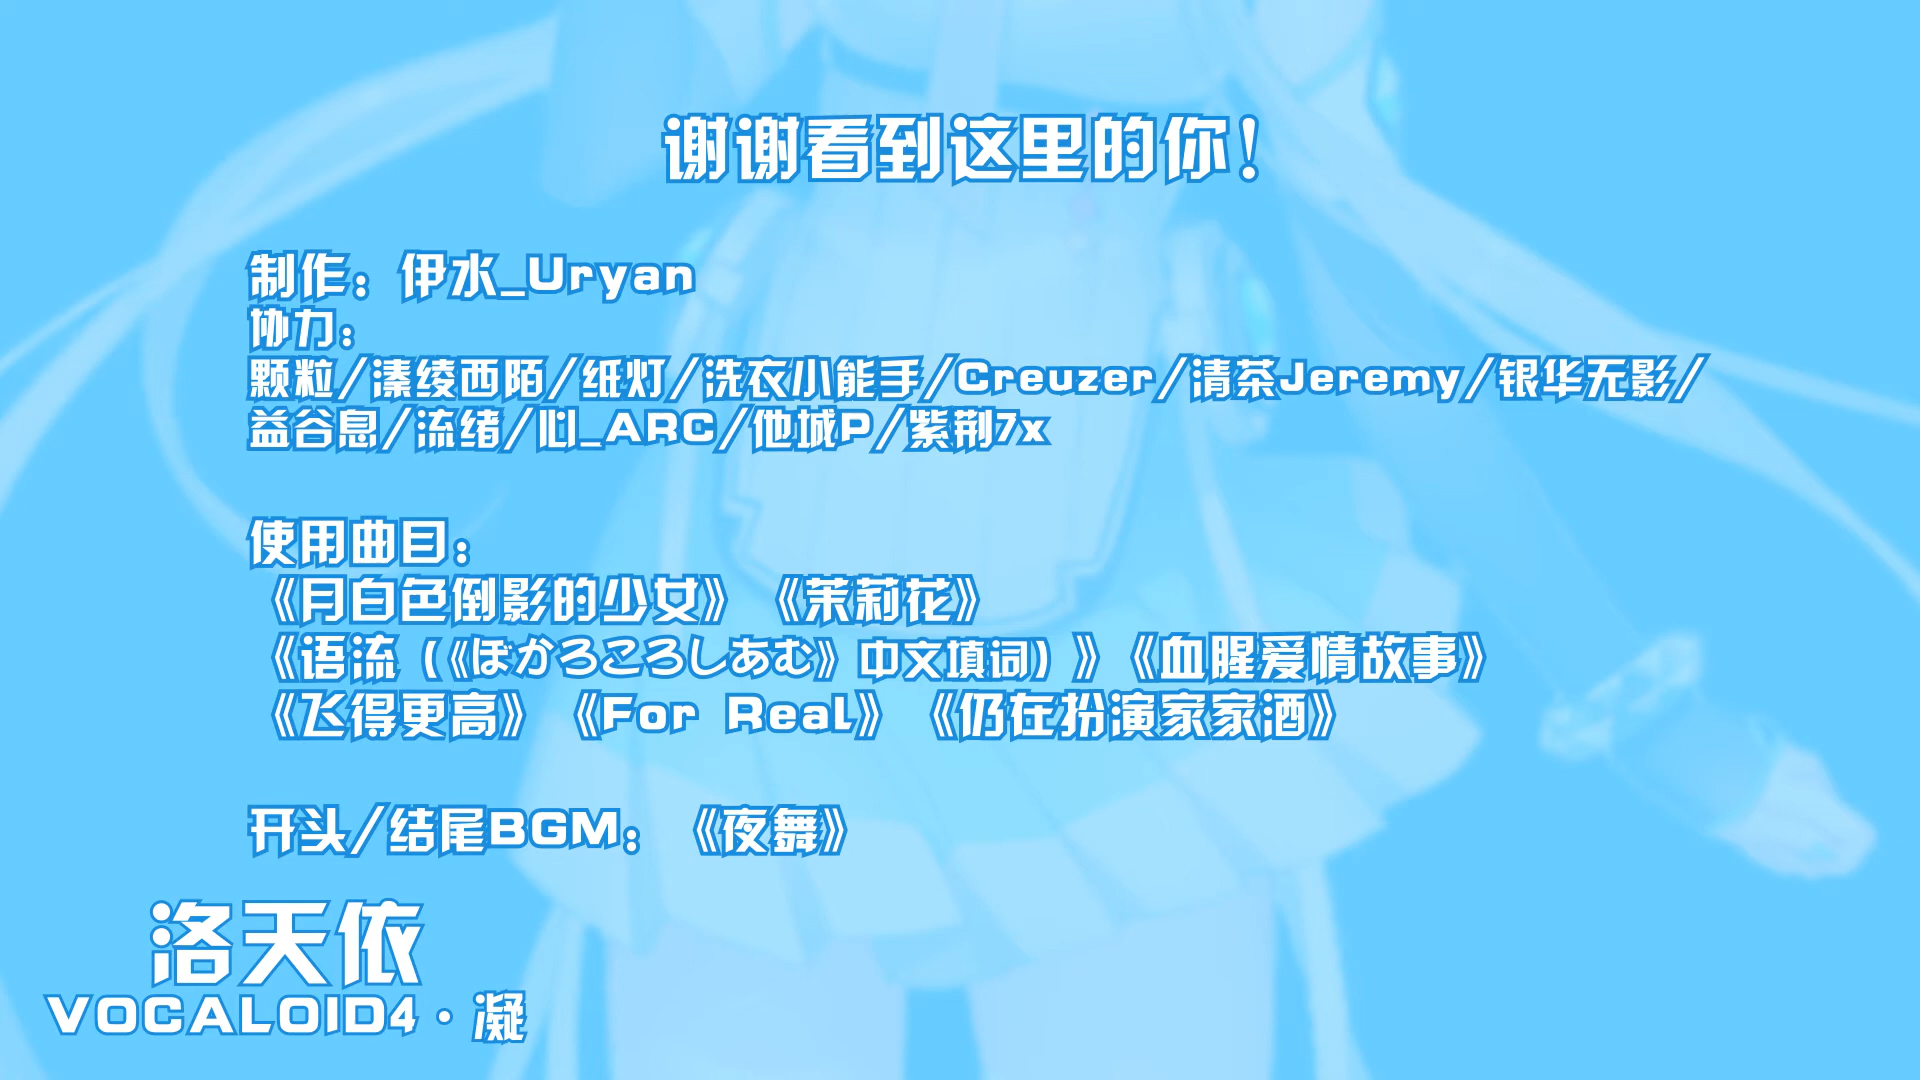 谢谢看到这里的你！
制作：伊水_Uryan
协力：
颗粒/溱绫西陌/纸灯/洗衣小能手/Creuzer/清茶Jeremy/银华无影/
益谷息/流绪/心_ARC/他城P/紫荆7x
使用曲目：
《月白色倒影的少女》《茉莉花》
《语流（《ぼかろころしあむ》中文填词）》《血腥爱情故事》
《飞得更高》《For Real》《仍在扮演家家酒》
开头/结尾BGM：《夜舞》
洛天依
VOCALOID4·凝